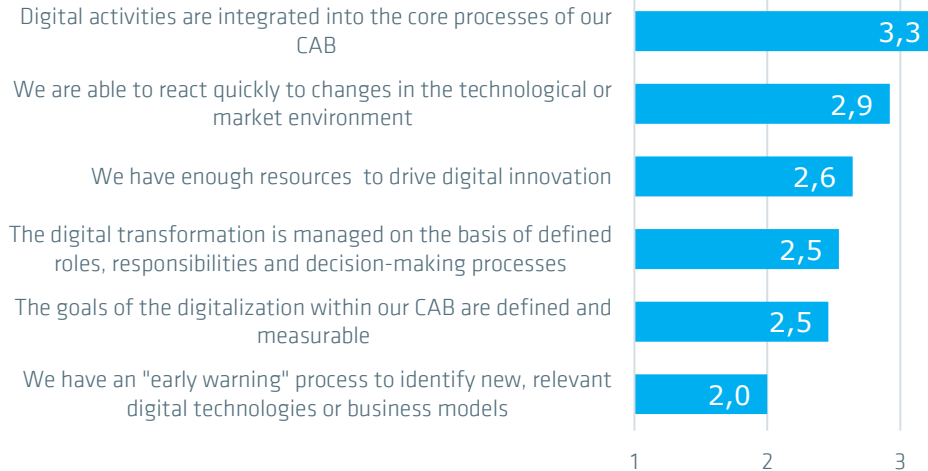 Digital activities are integrated into the core processes of our
CAB
3,3
We are able to react quickly to changes in the technological or
market environment
2,9
We have enough resources  to drive digital innovation
2,6
The digital transformation is managed on the basis of defined
roles, responsibilities and decision-making processes
2,5
The goals of the digitalization within our CAB are defined and
measurable
2,5
We have an "early warning" process to identify new, relevant
digital technologies or business models
2,0
1 2 3